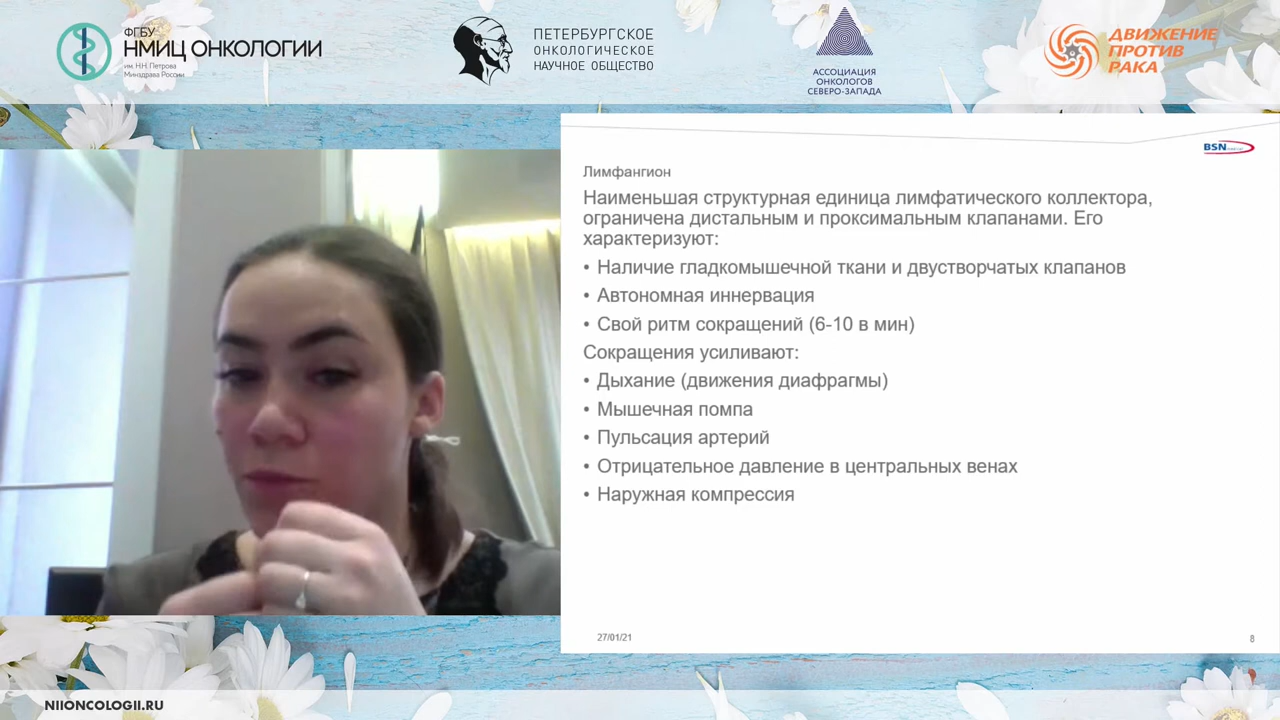 ФГБУ
НМИЦ ОНКОЛОГИИ
им. Н.Н. Петрова
Минздрава России
ПЕТЕРБУРГСКОЕ
ОНКОЛОГИЧЕСКОЕ
НАУЧНОЕ ОБЩЕСТВО
АССОЦИАЦИЯ
ОНКОЛОГОВ
СЕВЕРО-ЗАПАДА
ДВИЖЕНИЕ
ПРОТИВ
РАКА
BSN
Лимфангион
Наименьшая структурная единица лимфатического коллектора,
ограничена дистальным и проксимальным клапанами. Его
характеризуют:
• Наличие гладкомышечной ткани и двустворчатых клапанов
• Автономная иннервация
• Свой ритм сокращений (6-10 в мин)
Сокращения усиливают:
• Дыхание (движения диафрагмы)
• Мышечная помпа
• Пульсация артерий
• Отрицательное давление в центральных венах
• Наружная компрессия
27/01/21
8
NIIONCOLOGII.RU